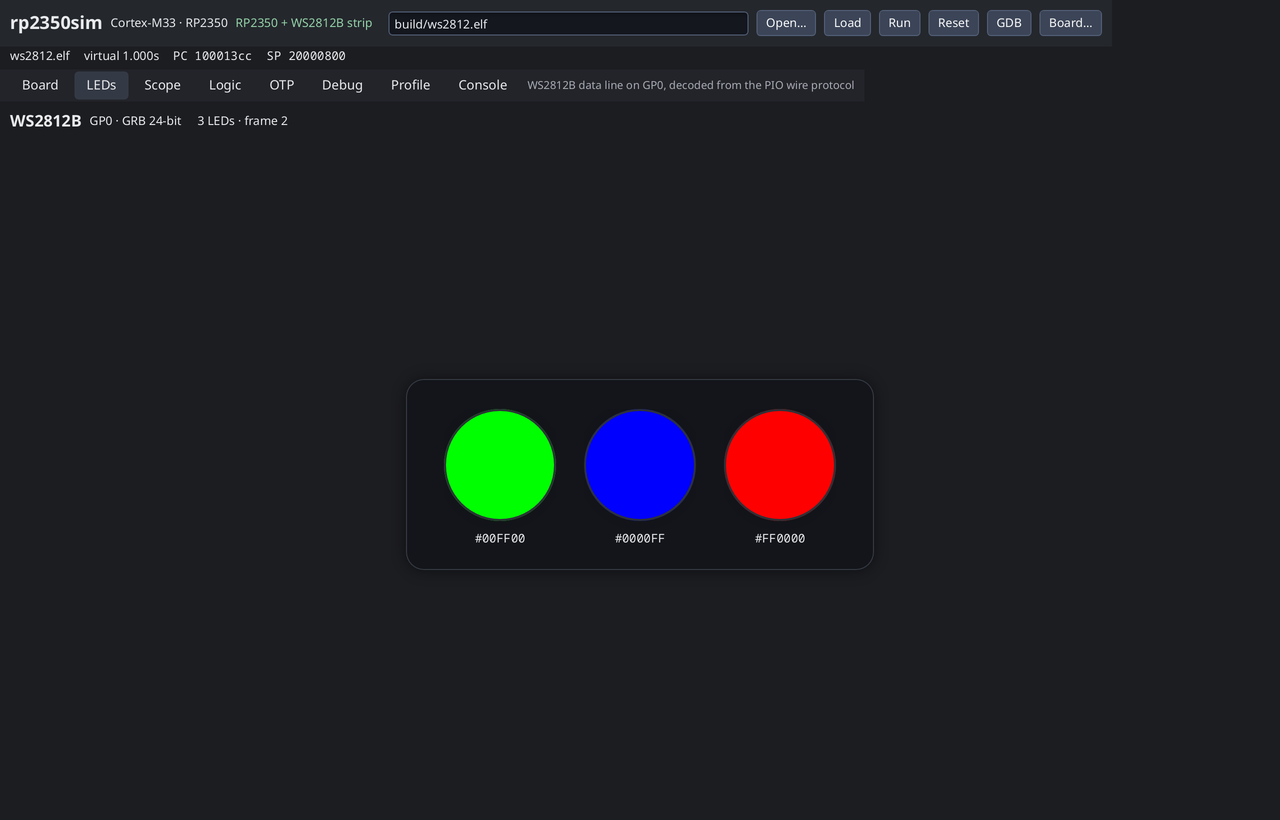 rp2350sim Cortex-M33 · RP2350 RP2350 + WS2812B strip build/ws2812.elf Open... Load Run Reset GDB Board...
ws2812.elf virtual 1.000s PC 100013cc SP 20000800
Board LEDs Scope Logic OTP Debug Profile Console WS2812B data line on GP0, decoded from the PIO wire protocol
WS2812B GP0 · GRB 24-bit 3 LEDs · frame 2
#00FF00 #0000FF #FF0000